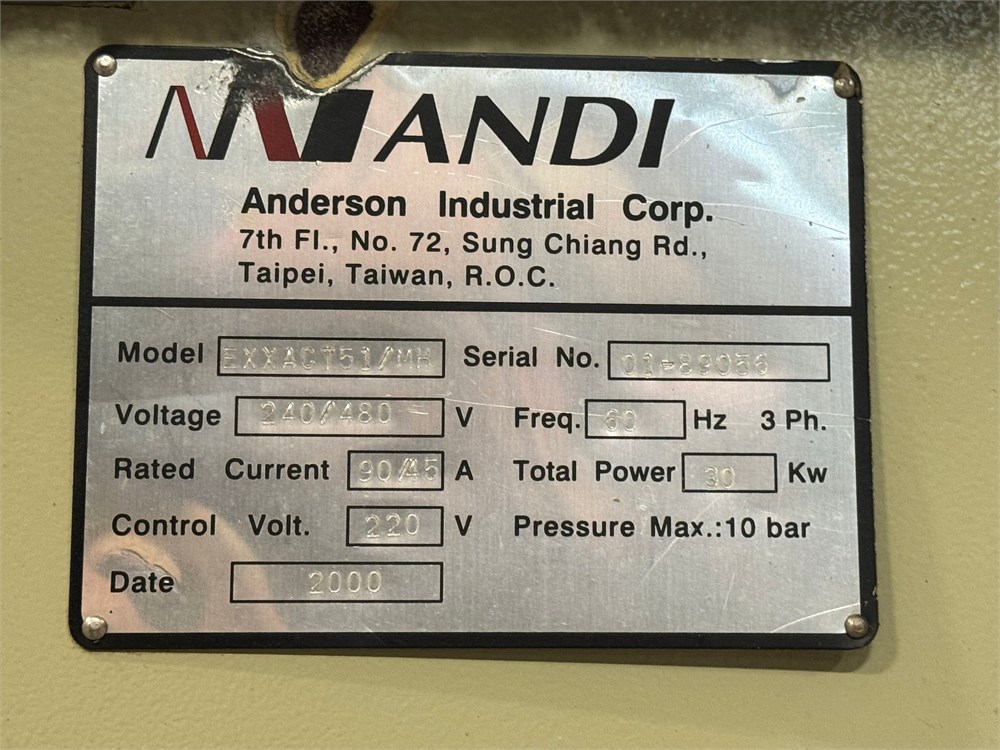 ANDI
Anderson Industrial Corp.
7th Fl., No. 72, Sung Chiang Rd.,
Taipei, Taiwan, R.O.C.
Model EXXACT51/MH Serial No. 01-89056
Voltage 240/480 V Freq. 60 Hz 3 Ph.
Rated Current 90/45 A Total Power 30 Kw
Control Volt. 220 V Pressure Max.:10 bar
Date 2000